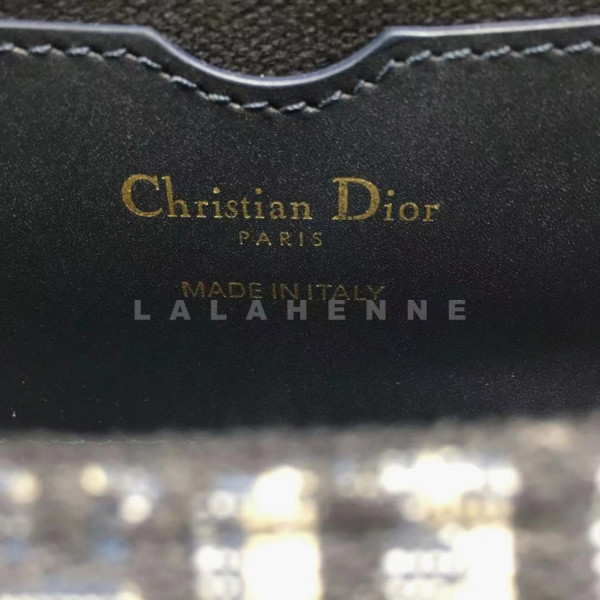 Christian Dior
PARIS
MADE IN ITALY
LALAHENNE